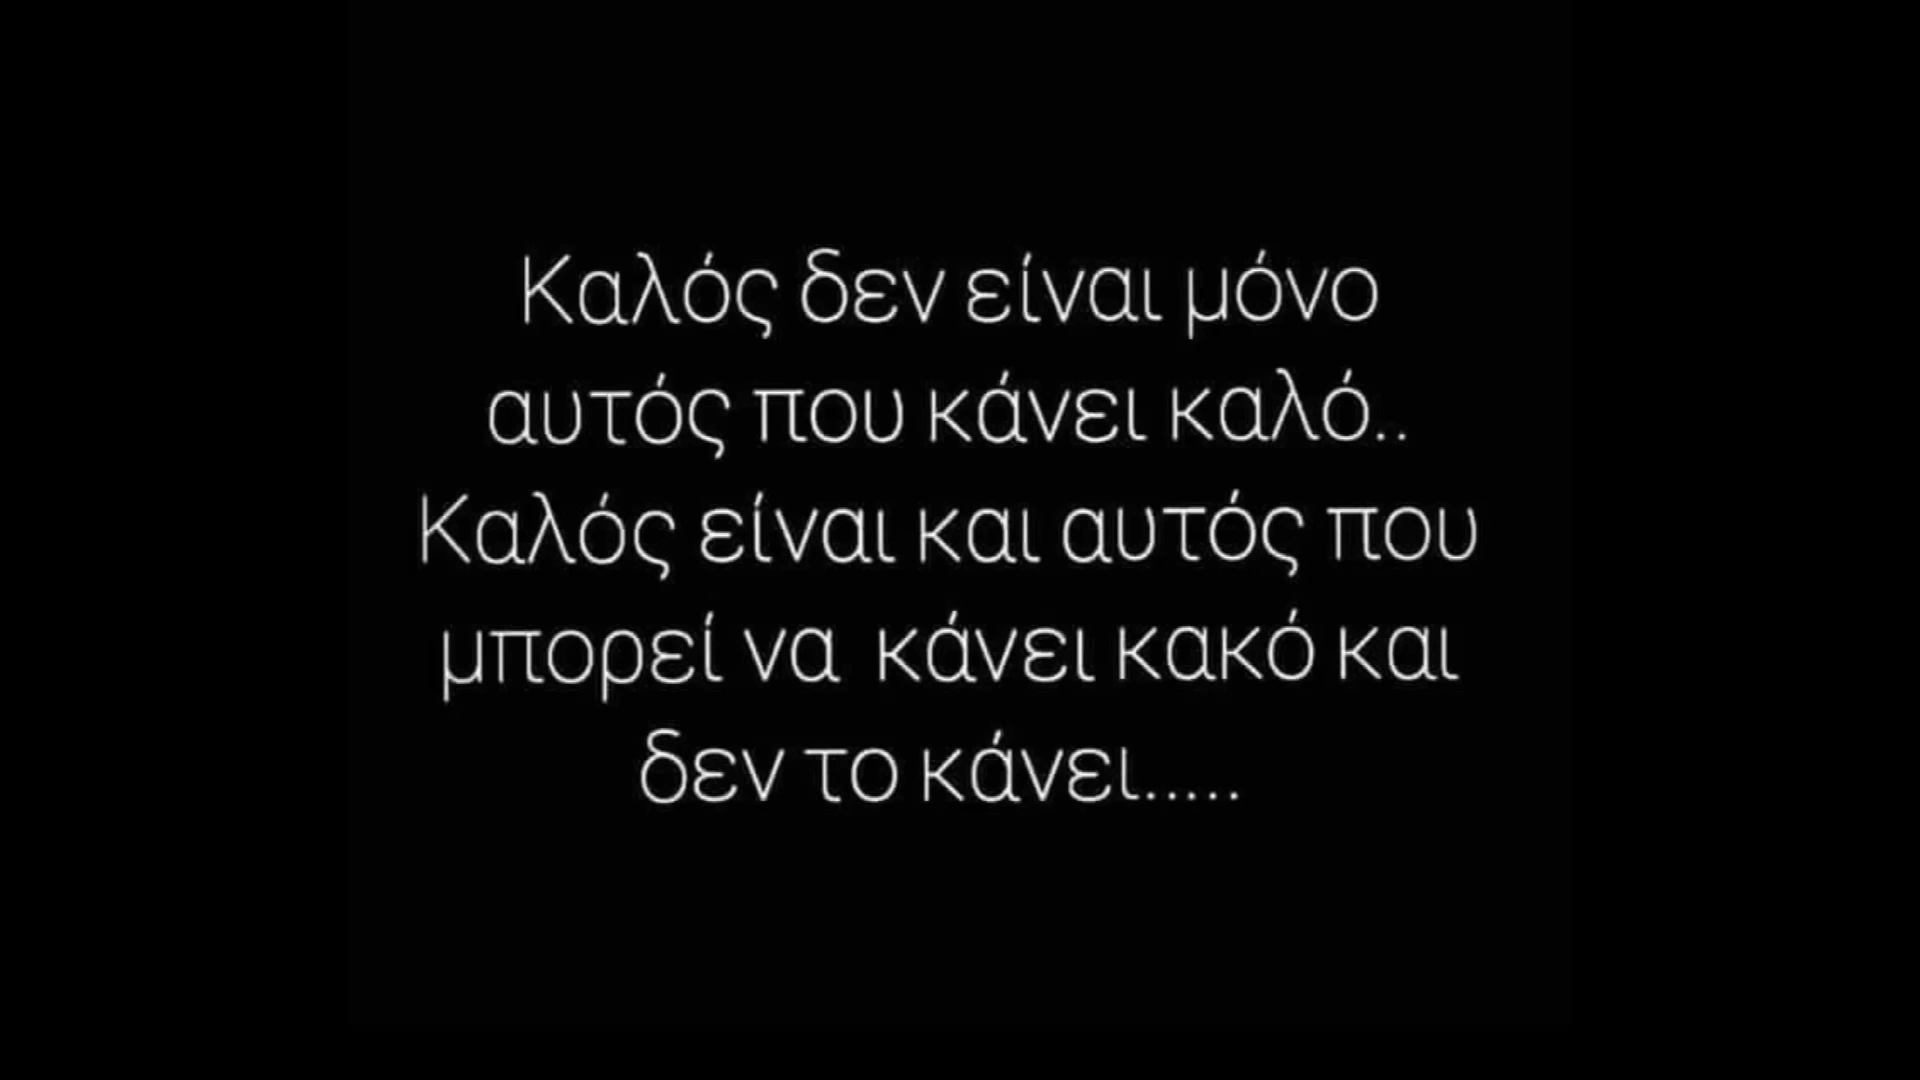 Καλός δεν είναι μόνο
αυτός που κάνει καλό..
Καλός είναι και αυτός που
μπορεί να κάνει κακό και
δεν το κάνει.....